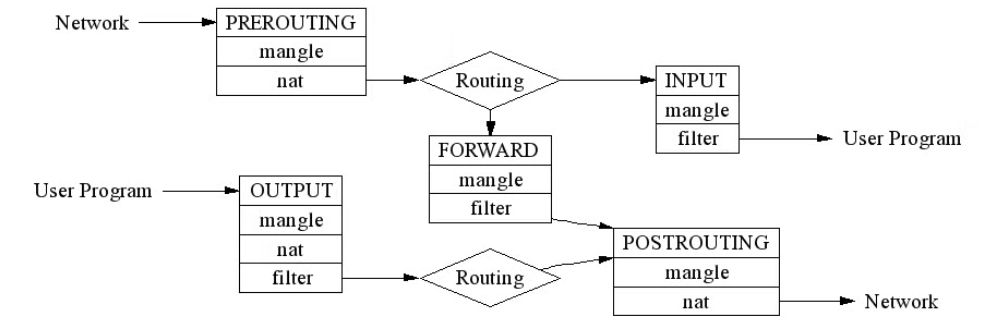 Network
PREROUTING
mangle
nat
Routing
INPUT
mangle
filter
User Program
FORWARD
mangle
filter
User Program
OUTPUT
mangle
nat
filter
Routing
POSTROUTING
mangle
nat
Network